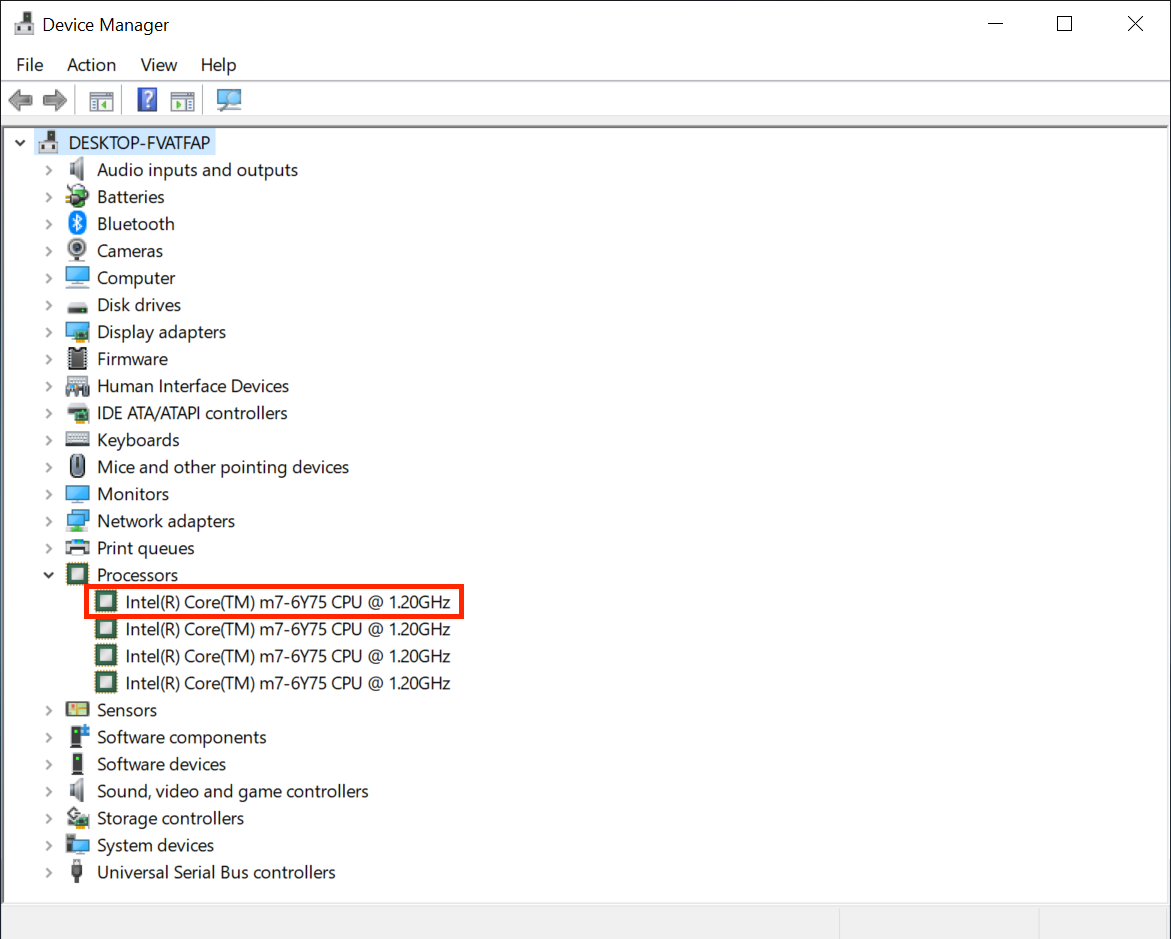 Device Manager
File Action View Help
?
DESKTOP-FVATFAP
Audio inputs and outputs
Batteries
Bluetooth
Cameras
Computer
Disk drives
Display adapters
Firmware
Human Interface Devices
IDE ATA/ATAPI controllers
Keyboards
Mice and other pointing devices
Monitors
Network adapters
Print queues
Processors
Intel(R) Core(TM) m7-6Y75 CPU @ 1.20GHz
Intel(R) Core(TM) m7-6Y75 CPU @ 1.20GHz
Intel(R) Core(TM) m7-6Y75 CPU @ 1.20GHz
Intel(R) Core(TM) m7-6Y75 CPU @ 1.20GHz
Sensors
Software components
Software devices
Sound, video and game controllers
Storage controllers
System devices
Universal Serial Bus controllers